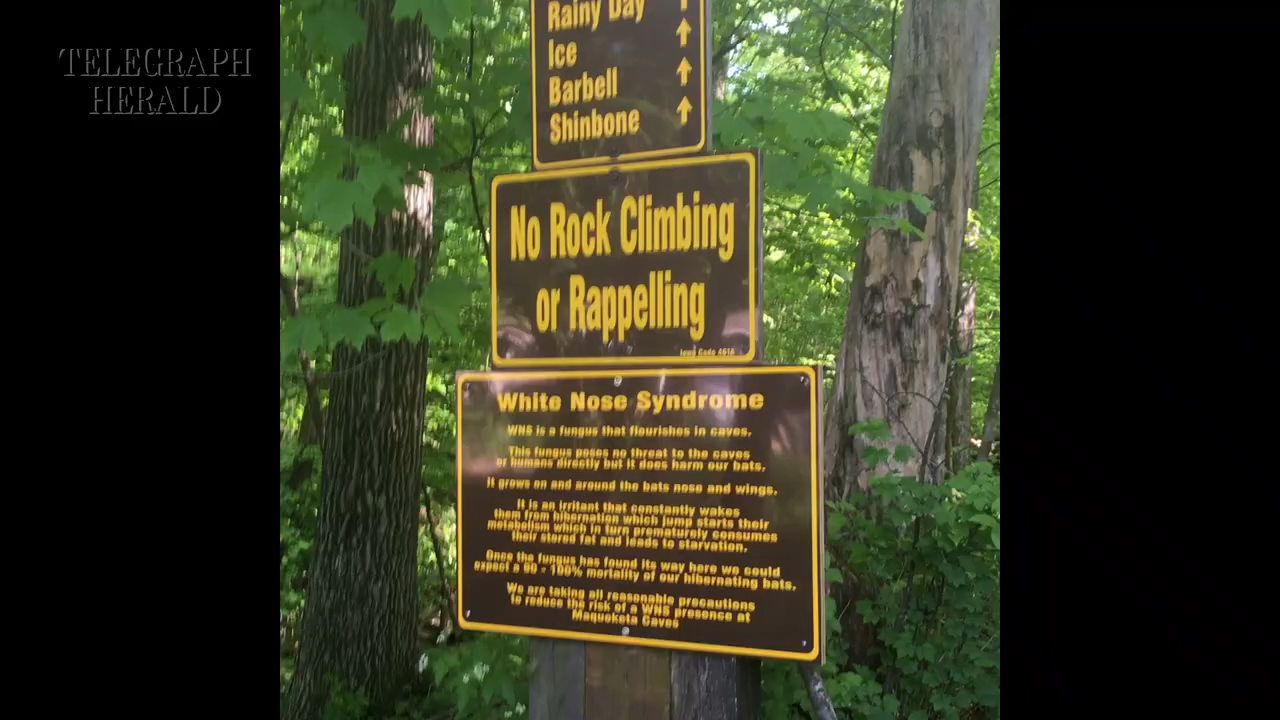 TELEGRAPH
HERALD
Rainy Day
Ice
Barbell
Shinbone
No Rock Climbing
or Rappelling
Iowa Code 461A
White Nose Syndrome
WNS is a fungus that flourishes in caves.
This fungus poses no threat to the caves
or humans directly but it does harm our bats.
It grows on and around the bats nose and wings.
It is an irritant that constantly wakes
them from hibernation which jump starts their
metabolism which in turn prematurely consumes
their stored fat and leads to starvation.
Once the fungus has found its way here we could
expect a 90 - 100% mortality of our hibernating bats.
We are taking all reasonable precautions
to reduce the risk of a WNS presence at
Maquoketa Caves